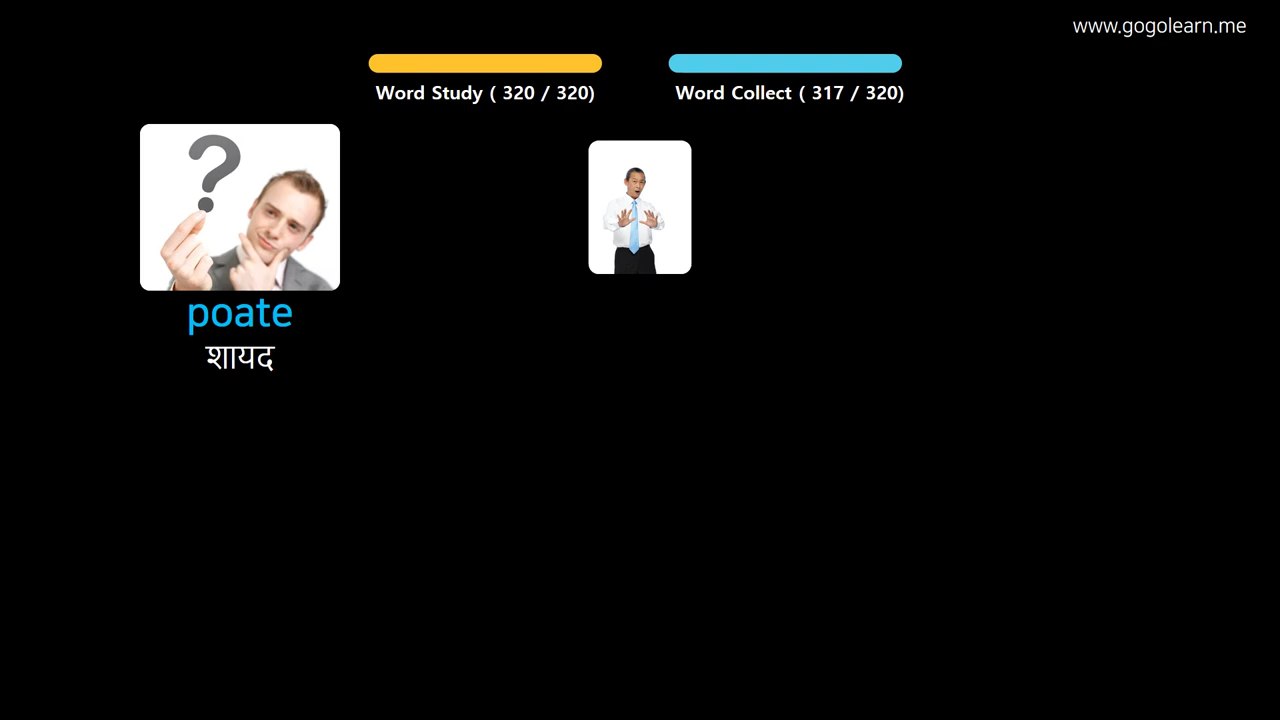 www.gogolearn.me
Word Study ( 320 / 320)
Word Collect ( 317 / 320)
?
poate
शायद